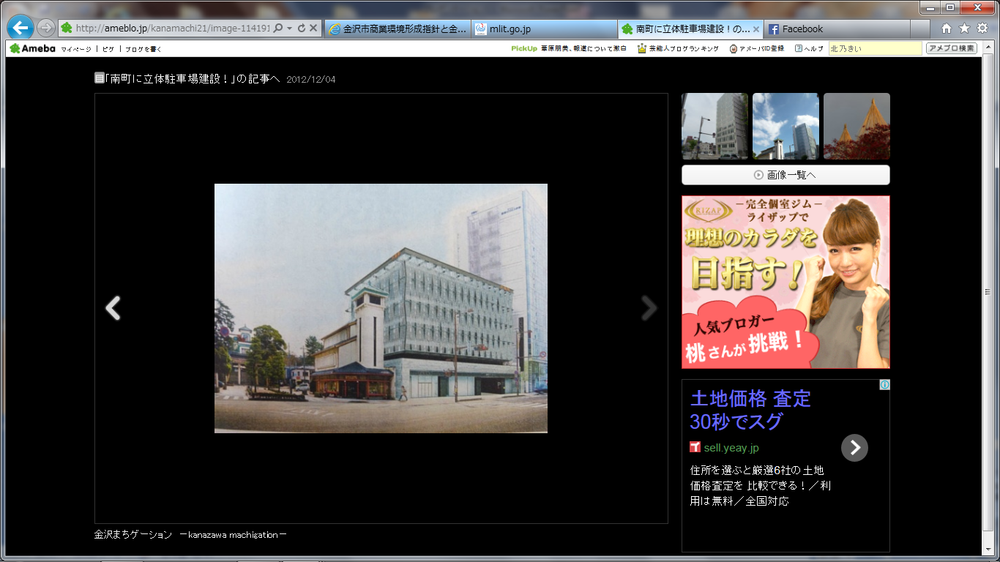 http://ameblo.jp/kanamachi21/image-114191
金沢市商業環境形成指針と金...
mlit.go.jp
南町に立体駐車場建設！の...
Facebook
Ameba
マイページ
ピグ
ブログを書く
PickUp 華原朋美、報道について激白
芸能人ブログランキング
アメーバID登録
ヘルプ
北乃きい
アメブロ検索
「南町に立体駐車場建設！」の記事へ 2012/12/04
画像一覧へ
RIZAP
－完全個室ジム－
ライザップで
理想のカラダを
目指す！
人気ブロガー
桃さんが挑戦！
土地価格 査定
30秒でスグ
sell.yeay.jp
住所を選ぶと厳選6社の土地
価格査定を 比較できる！／利
用は無料／全国対応
金沢まちゲーション －kanazawa machigation－